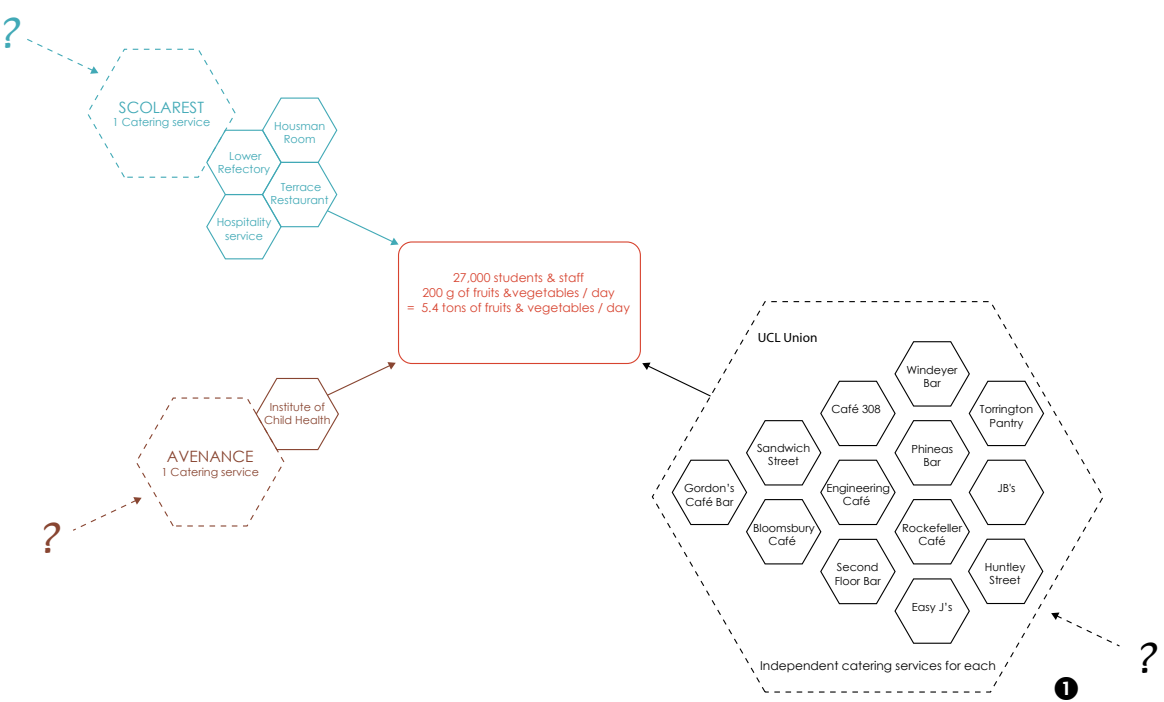 ?
SCOLAREST
1 Catering service
Housman
Room
Lower
Refectory
Terrace
Restaurant
Hospitality
service
27,000 students & staff
200 g of fruits &vegetables / day
= 5.4 tons of fruits & vegetables / day
UCL Union
Windeyer
Bar
Café 308
Torrington
Pantry
Sandwich
Street
Phineas
Bar
Gordon's
Café Bar
Engineering
Café
JB's
Bloomsbury
Café
Rockefeller
Café
Second
Floor Bar
Huntley
Street
Easy J's
Independent catering services for each
?
1
Institute of
Child Health
AVENANCE
1 Catering service
?